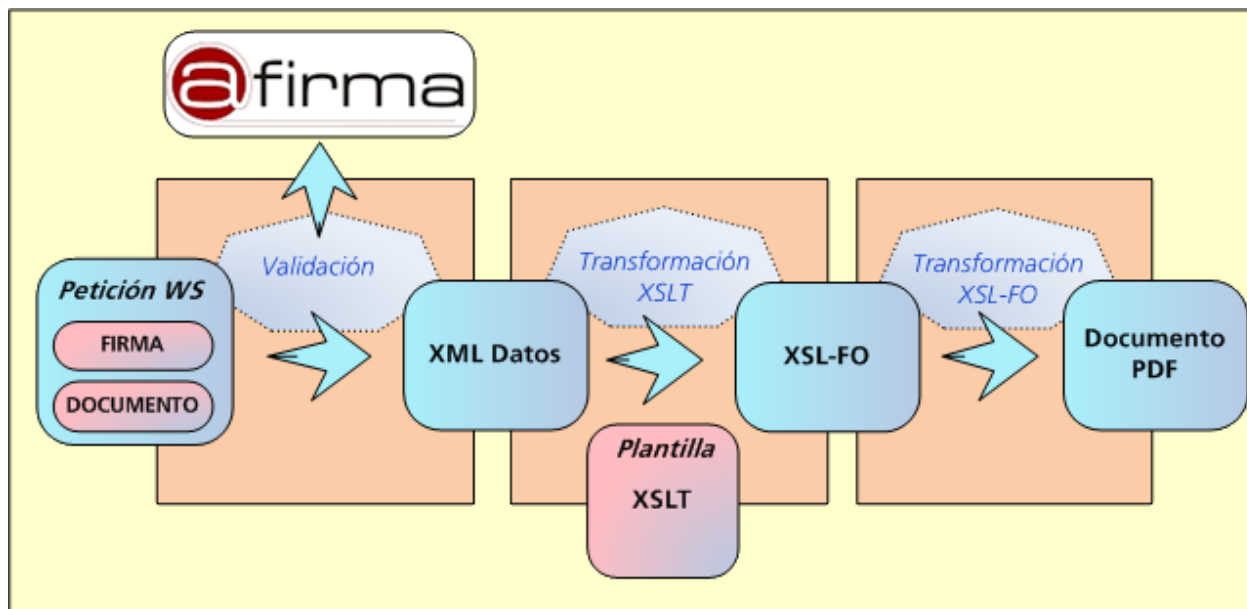 @firma
Validación
Transformación
XSLT
Transformación
XSL-FO
Petición WS
FIRMA
DOCUMENTO
XML Datos
XSL-FO
Documento
PDF
Plantilla
XSLT